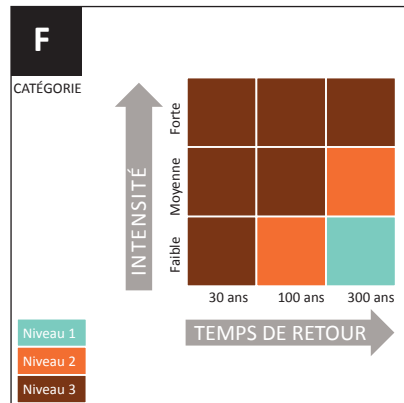 F
CATÉGORIE
INTENSITÉ
Forte
Moyenne
Faible
30 ans
100 ans
300 ans
TEMPS DE RETOUR
Niveau 1
Niveau 2
Niveau 3